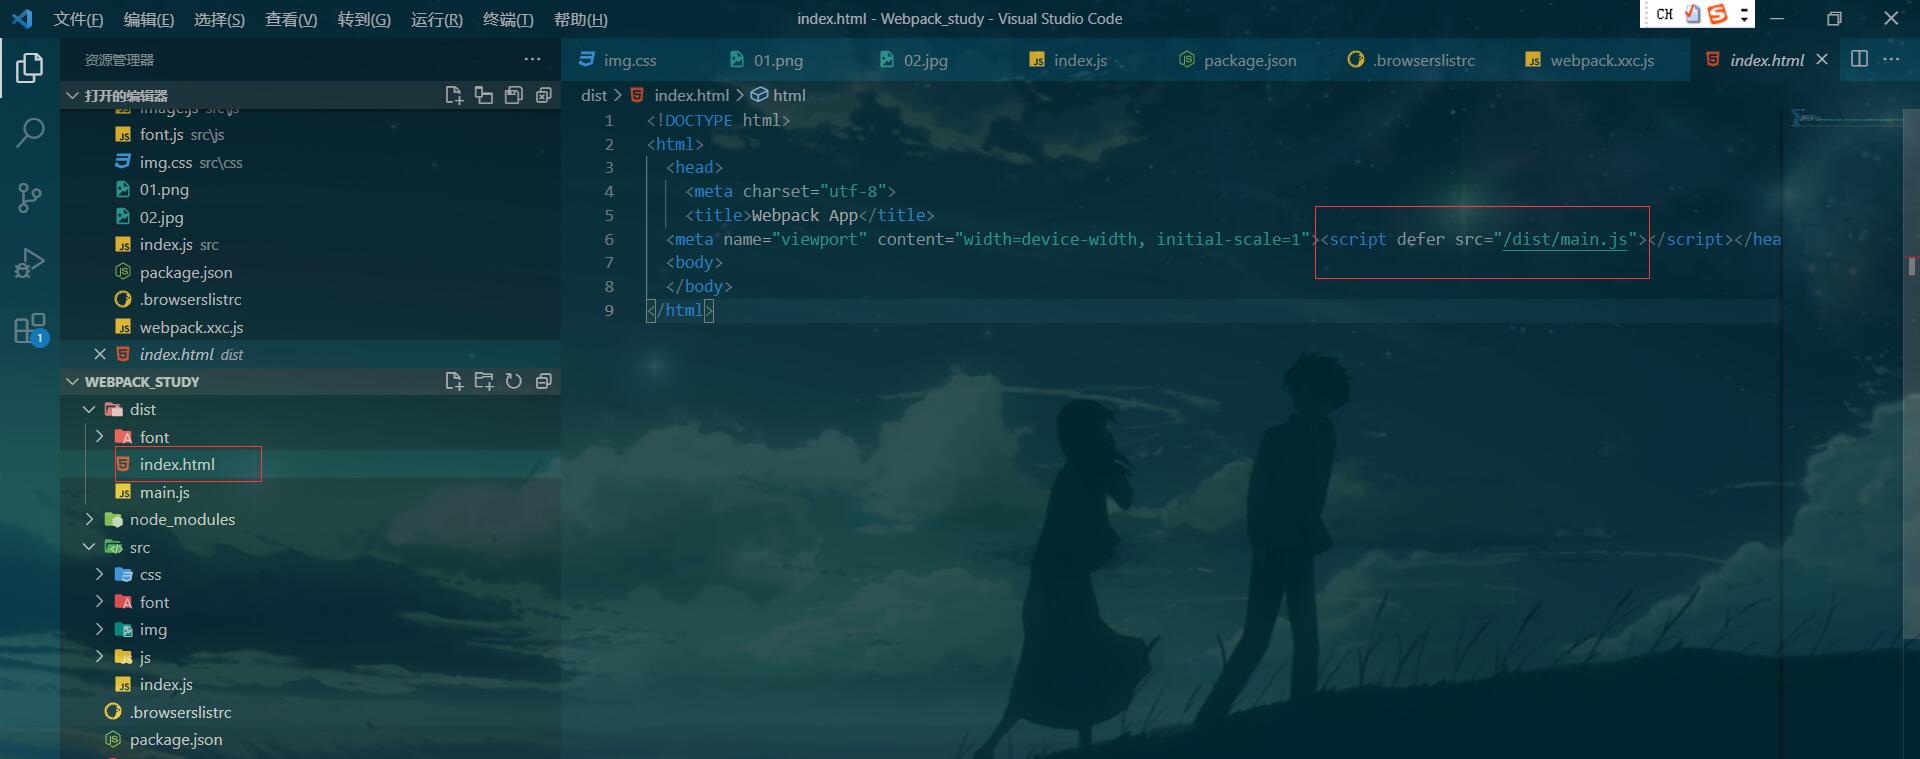 文件(F) 编辑(E) 选择(S) 查看(V) 转到(G) 运行(R) 终端(T) 帮助(H)
index.html - Webpack_study - Visual Studio Code
CH
资源管理器
打开的编辑器
image.js src\js
font.js src\js
img.css src\css
01.png
02.jpg
index.js src
package.json
.browserslistrc
webpack.xxc.js
index.html dist
WEBPACK_STUDY
dist
font
index.html
main.js
node_modules
src
css
font
img
js
index.js
.browserslistrc
package.json
1
img.css 01.png 02.jpg index.js package.json .browserslistrc webpack.xxc.js index.html
dist > index.html > html
1 <!DOCTYPE html>
2 <html>
3 <head>
4 <meta charset="utf-8">
5 <title>Webpack App</title>
6 <meta name="viewport" content="width=device-width, initial-scale=1"><script defer src="/dist/main.js"></script></hea
7 <body>
8 </body>
9 </html>